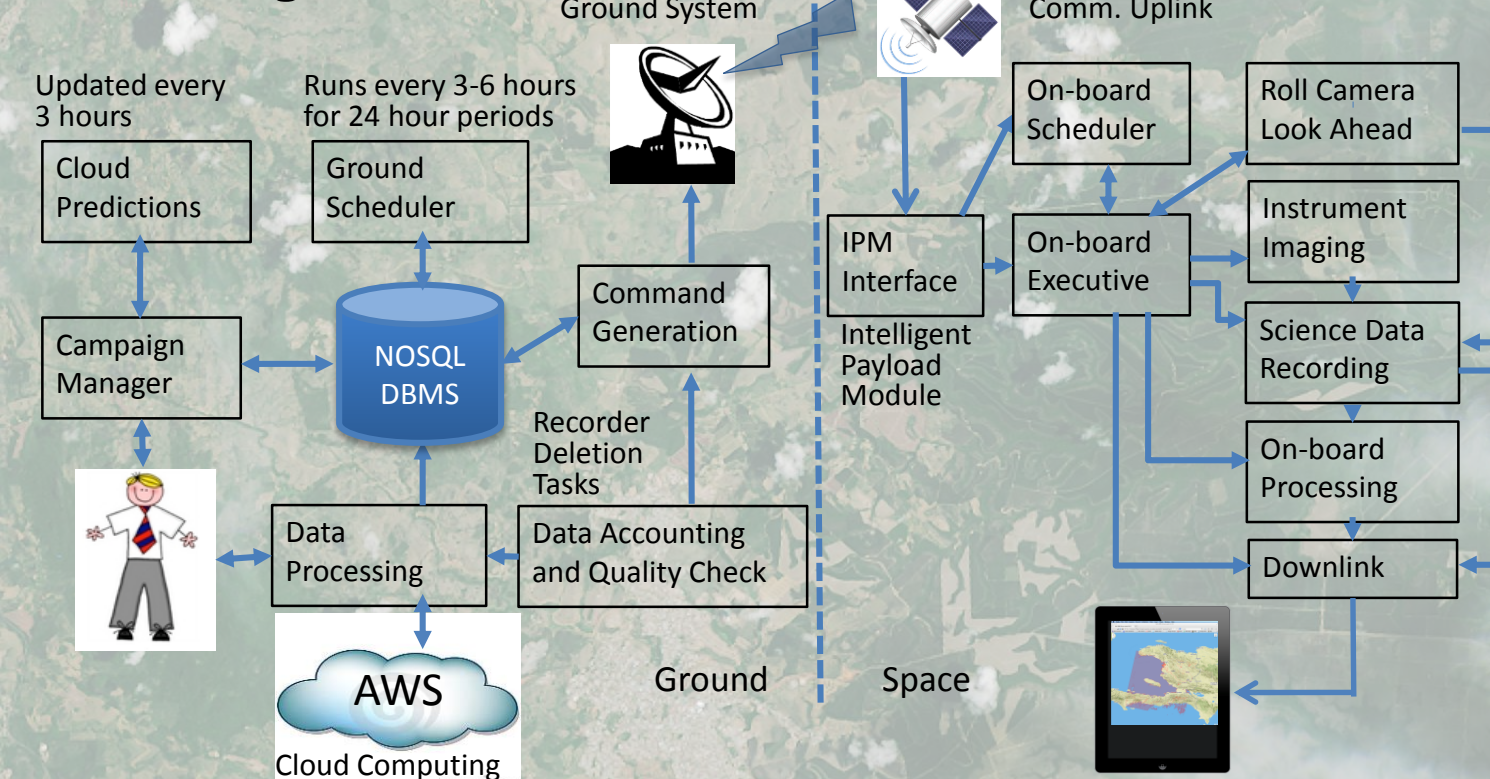 Ground System
Comm. Uplink
Updated every
3 hours
Runs every 3-6 hours
for 24 hour periods
Cloud
Predictions
Ground
Scheduler
On-board
Scheduler
Roll Camera
Look Ahead
IPM
Interface
On-board
Executive
Instrument
Imaging
Command
Generation
Campaign
Manager
NOSQL
DBMS
Intelligent
Payload
Module
Science Data
Recording
Recorder
Deletion
Tasks
On-board
Processing
Data
Processing
Data Accounting
and Quality Check
Downlink
AWS
Cloud Computing
Ground
Space